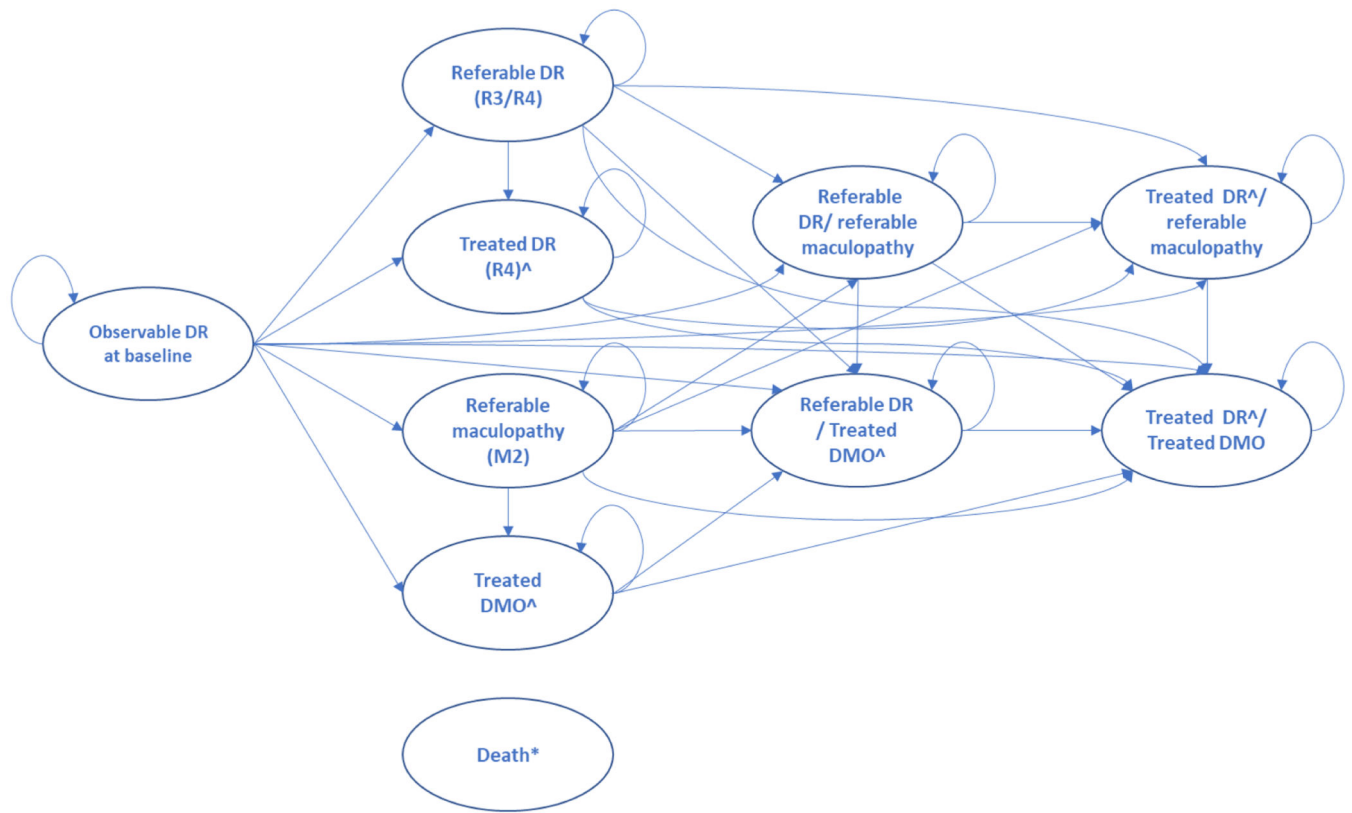 Referable DR
(R3/R4)
Treated DR
(R4)^
Observable DR
at baseline
Referable
maculopathy
(M2)
Treated
DMO^
Death*
Referable
DR/ referable
maculopathy
Referable DR
/ Treated
DMO^
Treated DR^/
referable
maculopathy
Treated DR^/
Treated DMO